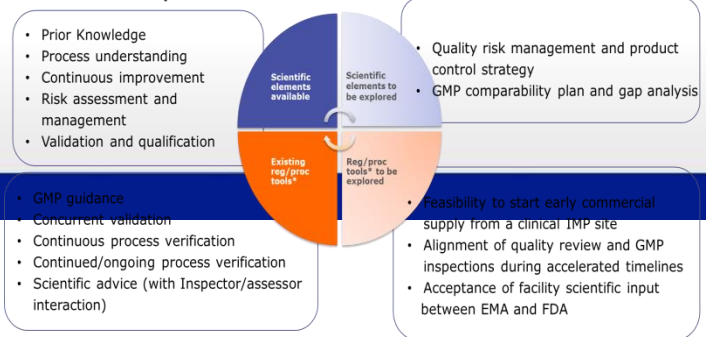 • Prior Knowledge
• Process understanding
• Continuous improvement
• Risk assessment and
management
• Validation and qualification
Scientific
elements
available
Scientific
elements to
be explored
• Quality risk management and product
control strategy
• GMP comparability plan and gap analysis
Existing
reg/proc
tools*
Reg/proc
tools* to be
explored
• GMP guidance
• Concurrent validation
• Continuous process verification
• Continued/ongoing process verification
• Scientific advice (with Inspector/assessor
interaction)
• Feasibility to start early commercial
supply from a clinical IMP site
• Alignment of quality review and GMP
inspections during accelerated timelines
• Acceptance of facility scientific input
between EMA and FDA